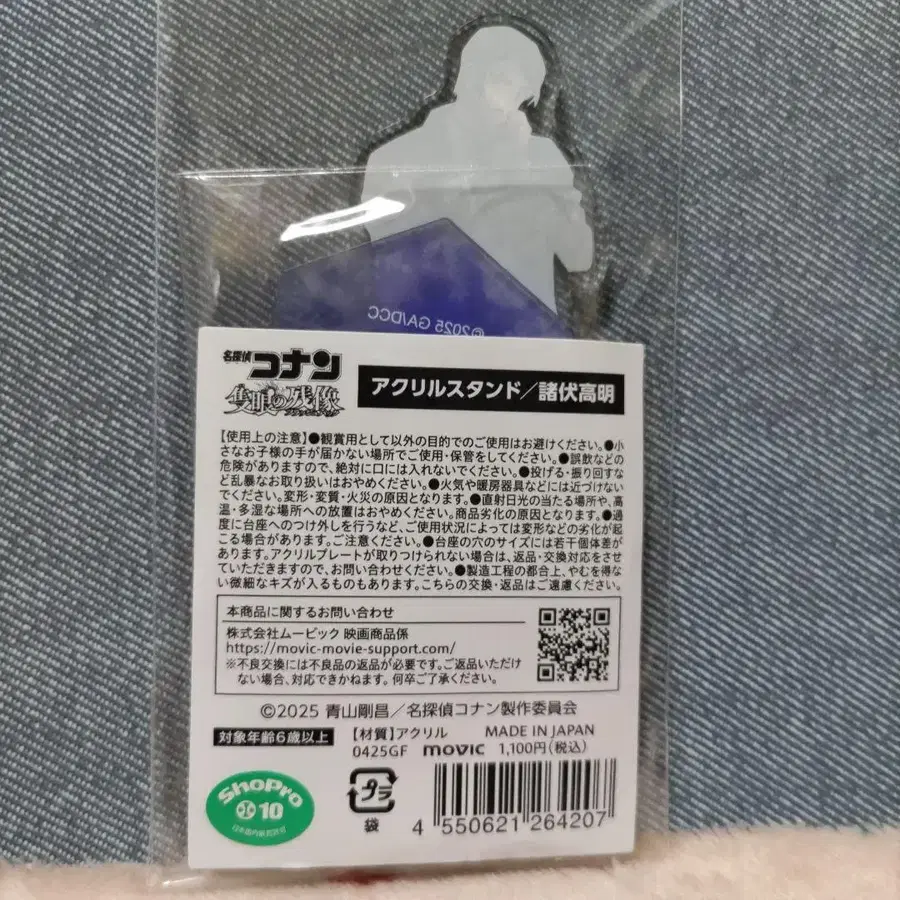 ©2025 GA/DCC
名探偵
コナン
隻眼の残像
アクリルスタンド/諸伏高明
【使用上の注意】●観賞用として以外の目的でのご使用はお避けください。●小
さなお子様の手が届かない場所でご使用・保管をしてください。●誤飲などの
危険がありますので、絶対に口には入れないでください。●投げる・振り回すな
ど乱暴なお取り扱いはおやめください。●火気や暖房器具などには近づけない
でください。変形・変質・火災の原因となります。●直射日光の当たる場所や、高
温・多湿な場所への放置はおやめください。商品劣化の原因となります。●過
度に台座へのつけ外しを行うなど、ご使用状況によっては変形などの劣化が起
こる場合があります。ご注意ください。●台座の穴のサイズには若干個体差が
あります。アクリルプレートが取りつけられない場合は、返品・交換対応をさせ
ていただきますので、お問い合わせください。●製造工程の都合上、やむを得な
い微細なキズが入るものもあります。こちらの交換・返品はご遠慮ください。
本商品に関するお問い合わせ
株式会社ムービック 映画商品係
https://movic-movie-support.com/
※不良交換には不良品の返品が必要です。ご返品いただけ
ない場合、対応できかねます。何卒ご了承ください。
©2025 青山剛昌/名探偵コナン製作委員会
対象年齢6歳以上
【材質】アクリル MADE IN JAPAN
0425GF movic 1,100円(税込)
ShoPro
10
プラ
袋
4 550621 264207